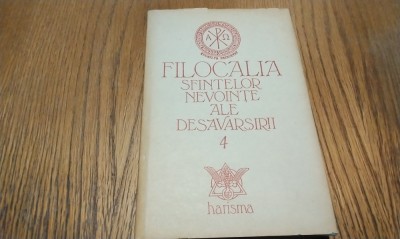 Α Ω
FILOCALIA
SFINTELOR
NEVOINTE
ALE
DESAVARSIRII
4
harisma